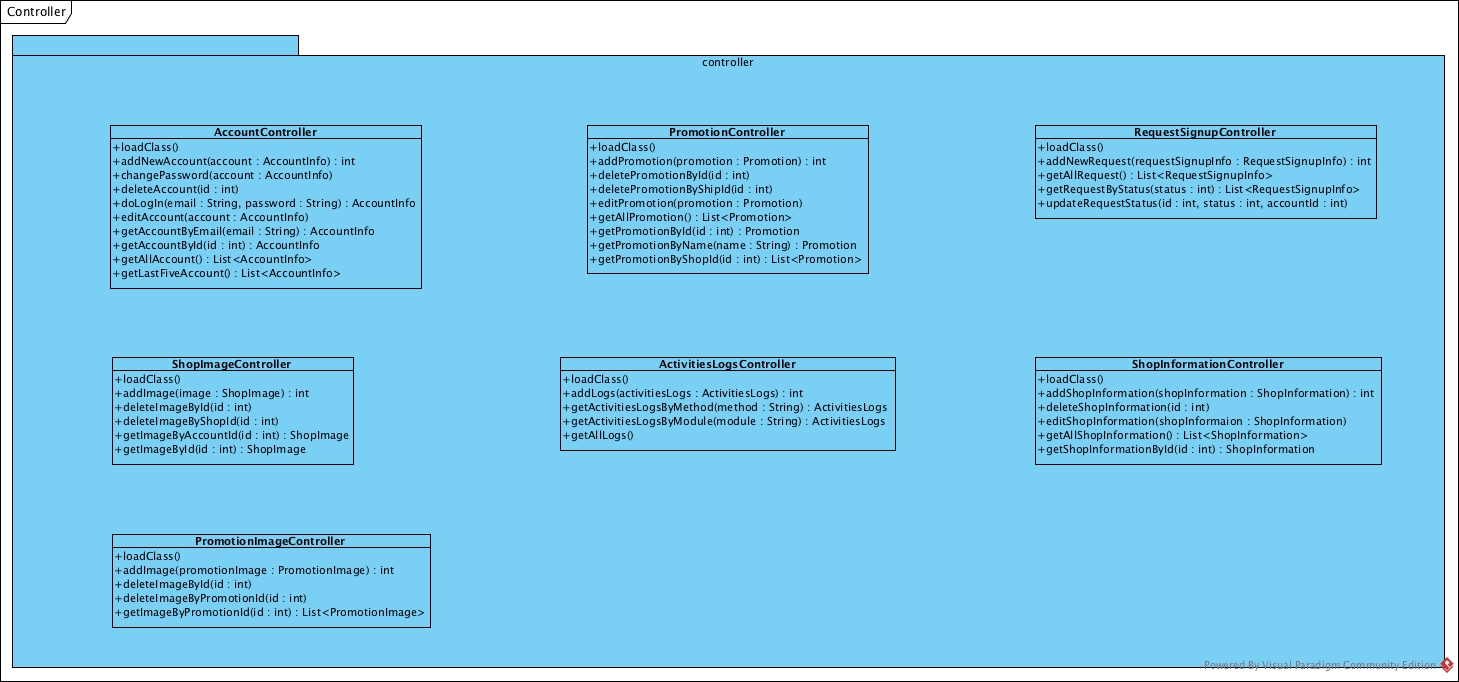 Controller
controller
AccountController
+loadClass()
+addNewAccount(account : AccountInfo) : int
+changePassword(account : AccountInfo)
+deleteAccount(id : int)
+doLogIn(email : String, password : String) : AccountInfo
+editAccount(account : AccountInfo)
+getAccountByEmail(email : String) : AccountInfo
+getAccountById(id : int) : AccountInfo
+getAllAccount() : List<AccountInfo>
+getLastFiveAccount() : List<AccountInfo>
PromotionController
+loadClass()
+addPromotion(promotion : Promotion) : int
+deletePromotionById(id : int)
+deletePromotionByShipId(id : int)
+editPromotion(promotion : Promotion)
+getAllPromotion() : List<Promotion>
+getPromotionById(id : int) : Promotion
+getPromotionByName(name : String) : Promotion
+getPromotionByShopId(id : int) : List<Promotion>
RequestSignupController
+loadClass()
+addNewRequest(requestSignupInfo : RequestSignupInfo) : int
+getAllRequest() : List<RequestSignupInfo>
+getRequestByStatus(status : int) : List<RequestSignupInfo>
+updateRequestStatus(id : int, status : int, accountId : int)
ShopImageController
+loadClass()
+addImage(image : ShopImage) : int
+deleteImageById(id : int)
+deleteImageByShopId(id : int)
+getImageByAccountId(id : int) : ShopImage
+getImageById(id : int) : ShopImage
ActivitiesLogsController
+loadClass()
+addLogs(activitiesLogs : ActivitiesLogs) : int
+getActivitiesLogsByMethod(method : String) : ActivitiesLogs
+getActivitiesLogsByModule(module : String) : ActivitiesLogs
+getAllLogs()
ShopInformationController
+loadClass()
+addShopInformation(shopInformation : ShopInformation) : int
+deleteShopInformation(id : int)
+editShopInformation(shopInformaion : ShopInformation)
+getAllShopInformation() : List<ShopInformation>
+getShopInformationById(id : int) : ShopInformation
PromotionImageController
+loadClass()
+addImage(promotionImage : PromotionImage) : int
+deleteImageById(id : int)
+deleteImageByPromotionId(id : int)
+getImageByPromotionId(id : int) : List<PromotionImage>
Powered By Visual Paradigm Community Edition